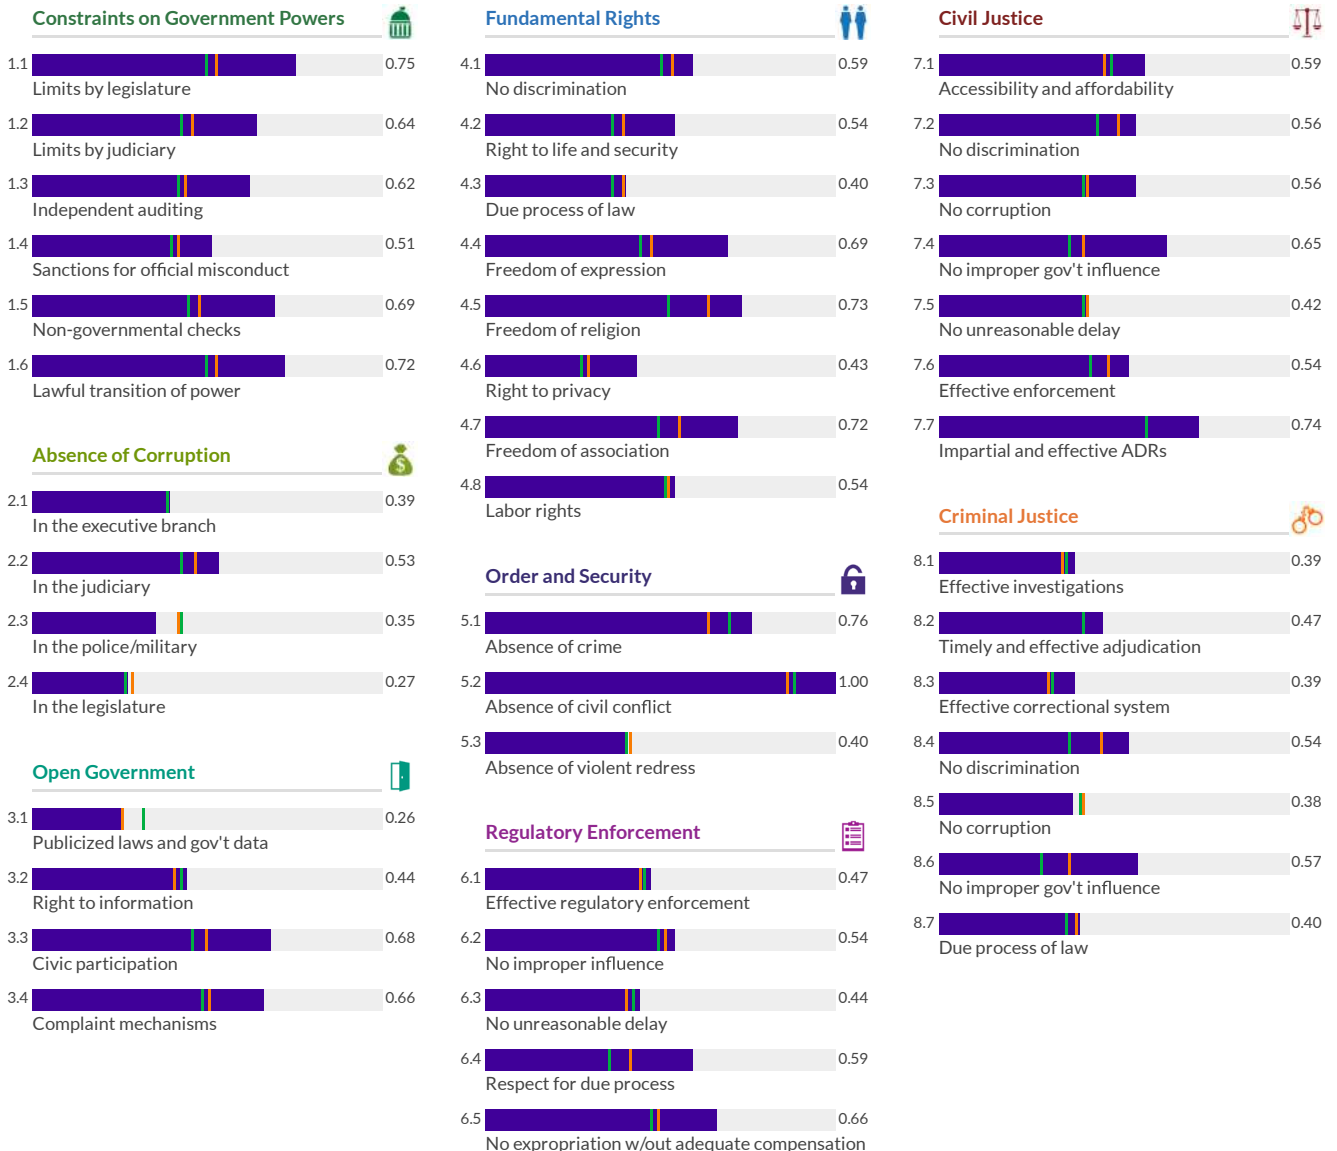 Constraints on Government Powers
1.1 0.75
Limits by legislature
1.2 0.64
Limits by judiciary
1.3 0.62
Independent auditing
1.4 0.51
Sanctions for official misconduct
1.5 0.69
Non-governmental checks
1.6 0.72
Lawful transition of power
Absence of Corruption
$
2.1 0.39
In the executive branch
2.2 0.53
In the judiciary
2.3 0.35
In the police/military
2.4 0.27
In the legislature
Open Government
3.1 0.26
Publicized laws and gov't data
3.2 0.44
Right to information
3.3 0.68
Civic participation
3.4 0.66
Complaint mechanisms
Fundamental Rights
4.1 0.59
No discrimination
4.2 0.54
Right to life and security
4.3 0.40
Due process of law
4.4 0.69
Freedom of expression
4.5 0.73
Freedom of religion
4.6 0.43
Right to privacy
4.7 0.72
Freedom of association
4.8 0.54
Labor rights
Order and Security
5.1 0.76
Absence of crime
5.2 1.00
Absence of civil conflict
5.3 0.40
Absence of violent redress
Regulatory Enforcement
6.1 0.47
Effective regulatory enforcement
6.2 0.54
No improper influence
6.3 0.44
No unreasonable delay
6.4 0.59
Respect for due process
6.5 0.66
No expropriation w/out adequate compensation
Civil Justice
7.1 0.59
Accessibility and affordability
7.2 0.56
No discrimination
7.3 0.56
No corruption
7.4 0.65
No improper gov't influence
7.5 0.42
No unreasonable delay
7.6 0.54
Effective enforcement
7.7 0.74
Impartial and effective ADRs
Criminal Justice
8.1 0.39
Effective investigations
8.2 0.47
Timely and effective adjudication
8.3 0.39
Effective correctional system
8.4 0.54
No discrimination
8.5 0.38
No corruption
8.6 0.57
No improper gov't influence
8.7 0.40
Due process of law